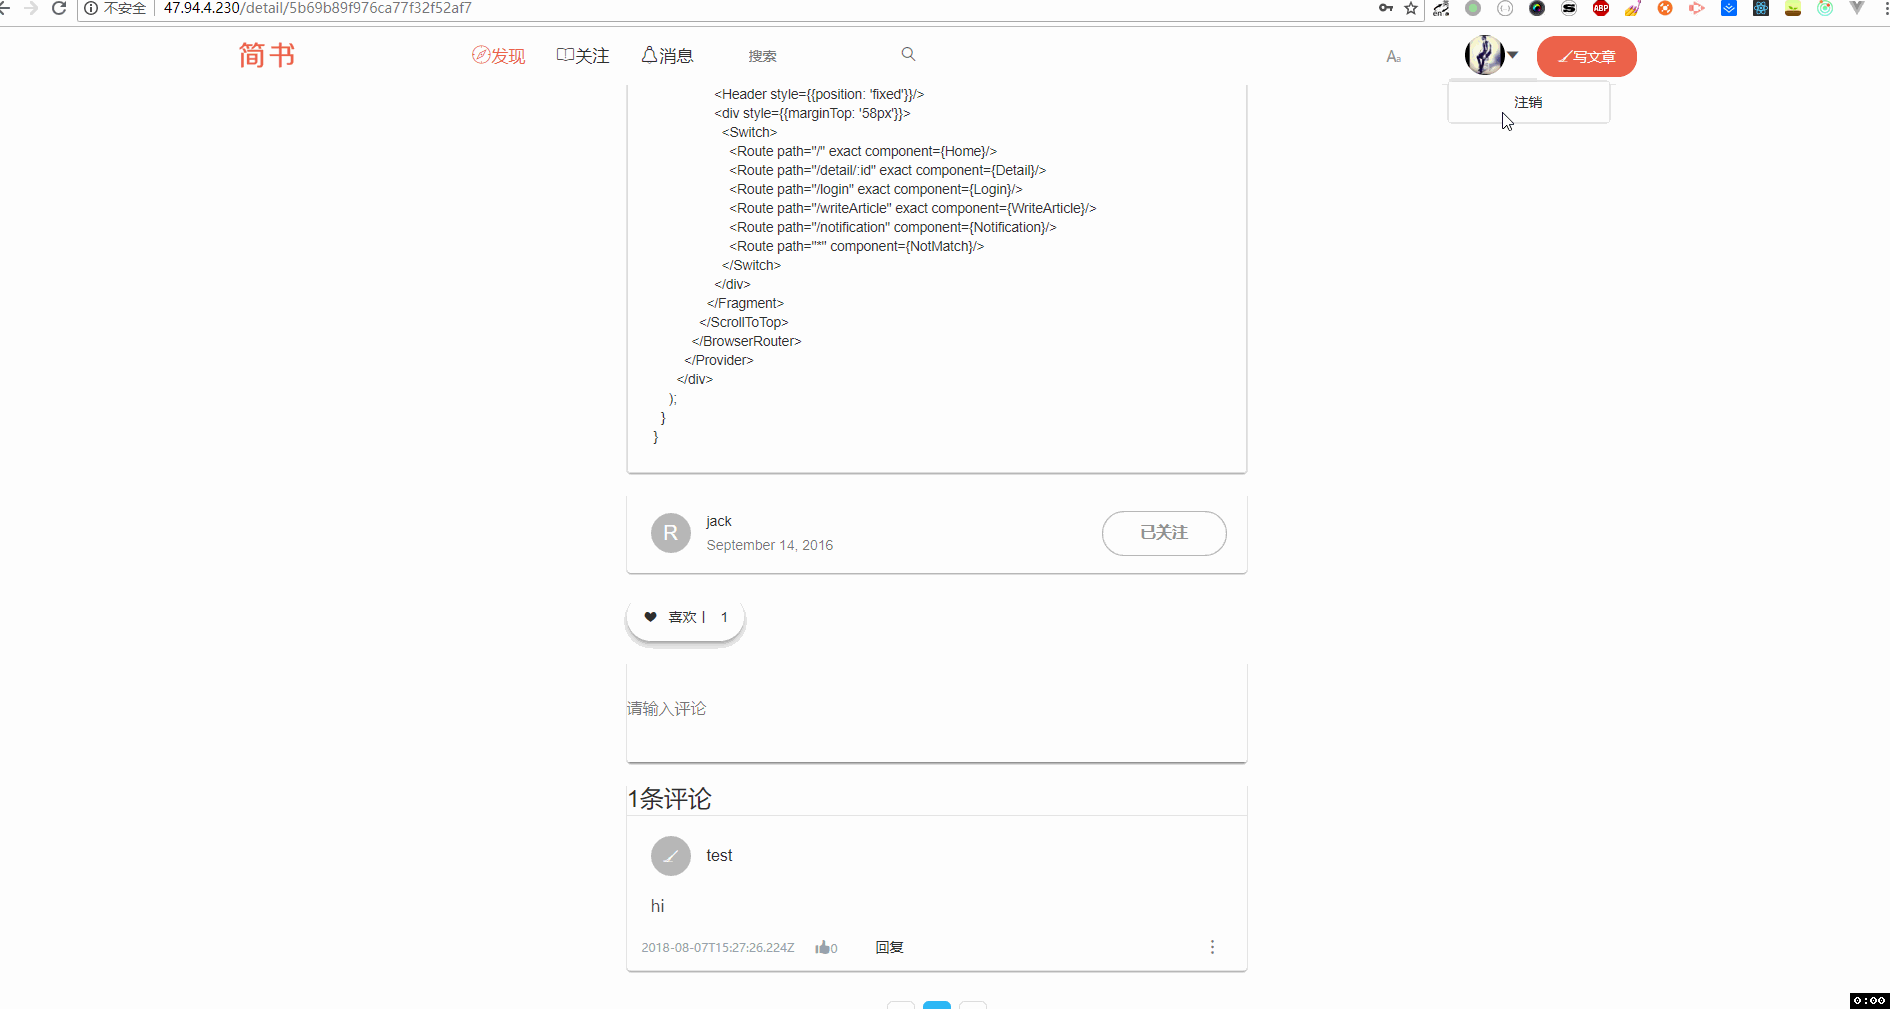 不安全 47.94.4.230/detail/5b69b89f976ca77f32f52af7
en
ABP
简书 发现 关注 消息 搜索 Aa 写文章
注销
<Header style={{position: 'fixed'}}/>
<div style={{marginTop: '58px'}}>
<Switch>
<Route path="/" exact component={Home}/>
<Route path="/detail/:id" exact component={Detail}/>
<Route path="/login" exact component={Login}/>
<Route path="/writeArticle" exact component={WriteArticle}/>
<Route path="/notification" component={Notification}/>
<Route path="*" component={NotMatch}/>
</Switch>
</div>
</Fragment>
</ScrollToTop>
</BrowserRouter>
</Provider>
</div>
);
}
}
R
jack
September 14, 2016
已关注
喜欢丨 1
请输入评论
1条评论
test
hi
2018-08-07T15:27:26.224Z 0 回复
0:00